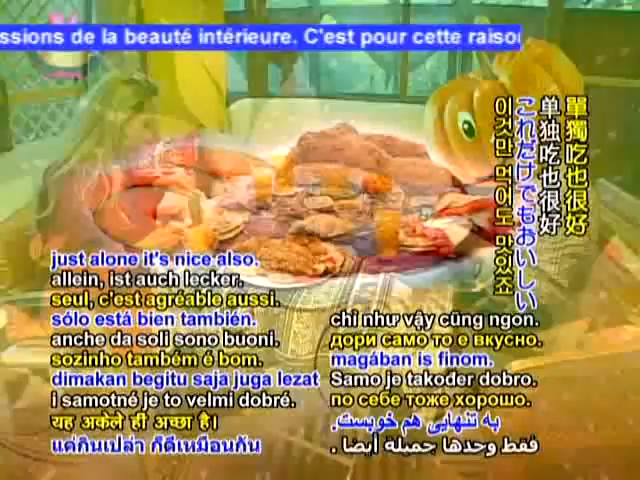 ssions de la beauté intérieure. C'est pour cette raiso
單獨吃也很好
单独吃也很好
これだけでもおいしい
이것만 먹어도 맛있죠
just alone it's nice also.
allein, ist auch lecker.
seul, c'est agréable aussi.
sólo está bien también.
anche da soli sono buoni.
sozinho também é bom.
dimakan begitu saja juga lezat
i samotné je to velmi dobré.
यह अकेले ही अच्छा है।
แค่กินเปล่า ก็ดีเหมือนกัน
chỉ như vậy cũng ngon.
дори само то е вкусно.
magában is finom.
Samo je također dobro.
по себе тоже хорошо.
به تنهایی هم خوبست.
فقط وحدها جميلة أيضا .